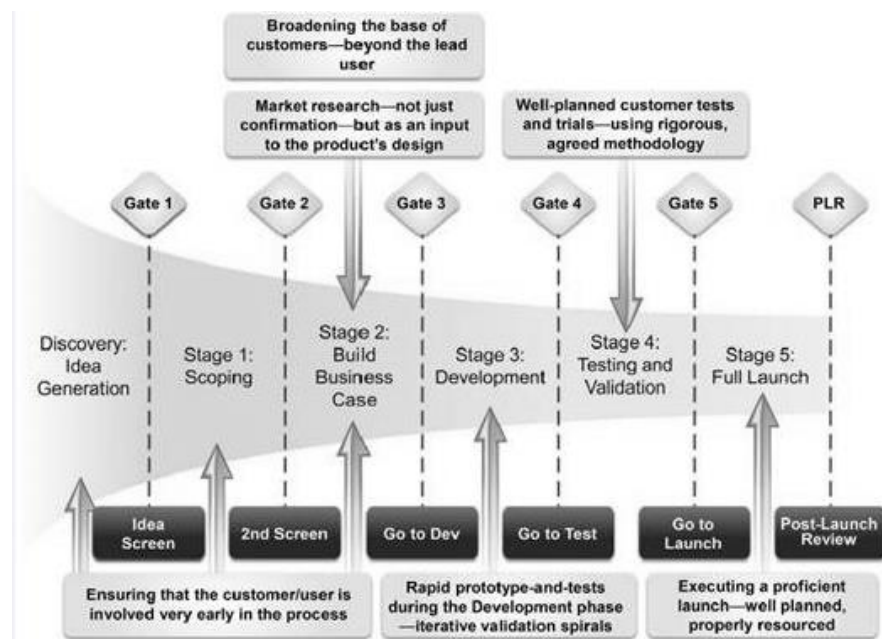 Broadening the base of
customers—beyond the lead
user
Market research—not just
confirmation—but as an input
to the product's design
Well-planned customer tests
and trials—using rigorous,
agreed methodology
Gate 1
Gate 2
Gate 3
Gate 4
Gate 5
PLR
Discovery:
Idea
Generation
Stage 1:
Scoping
Stage 2:
Build
Business
Case
Stage 3:
Development
Stage 4:
Testing and
Validation
Stage 5:
Full Launch
Idea
Screen
2nd Screen
Go to Dev
Go to Test
Go to
Launch
Post-Launch
Review
Ensuring that the customer/user is
involved very early in the process
Rapid prototype-and-tests
during the Development phase
—iterative validation spirals
Executing a proficient
launch—well planned,
properly resourced